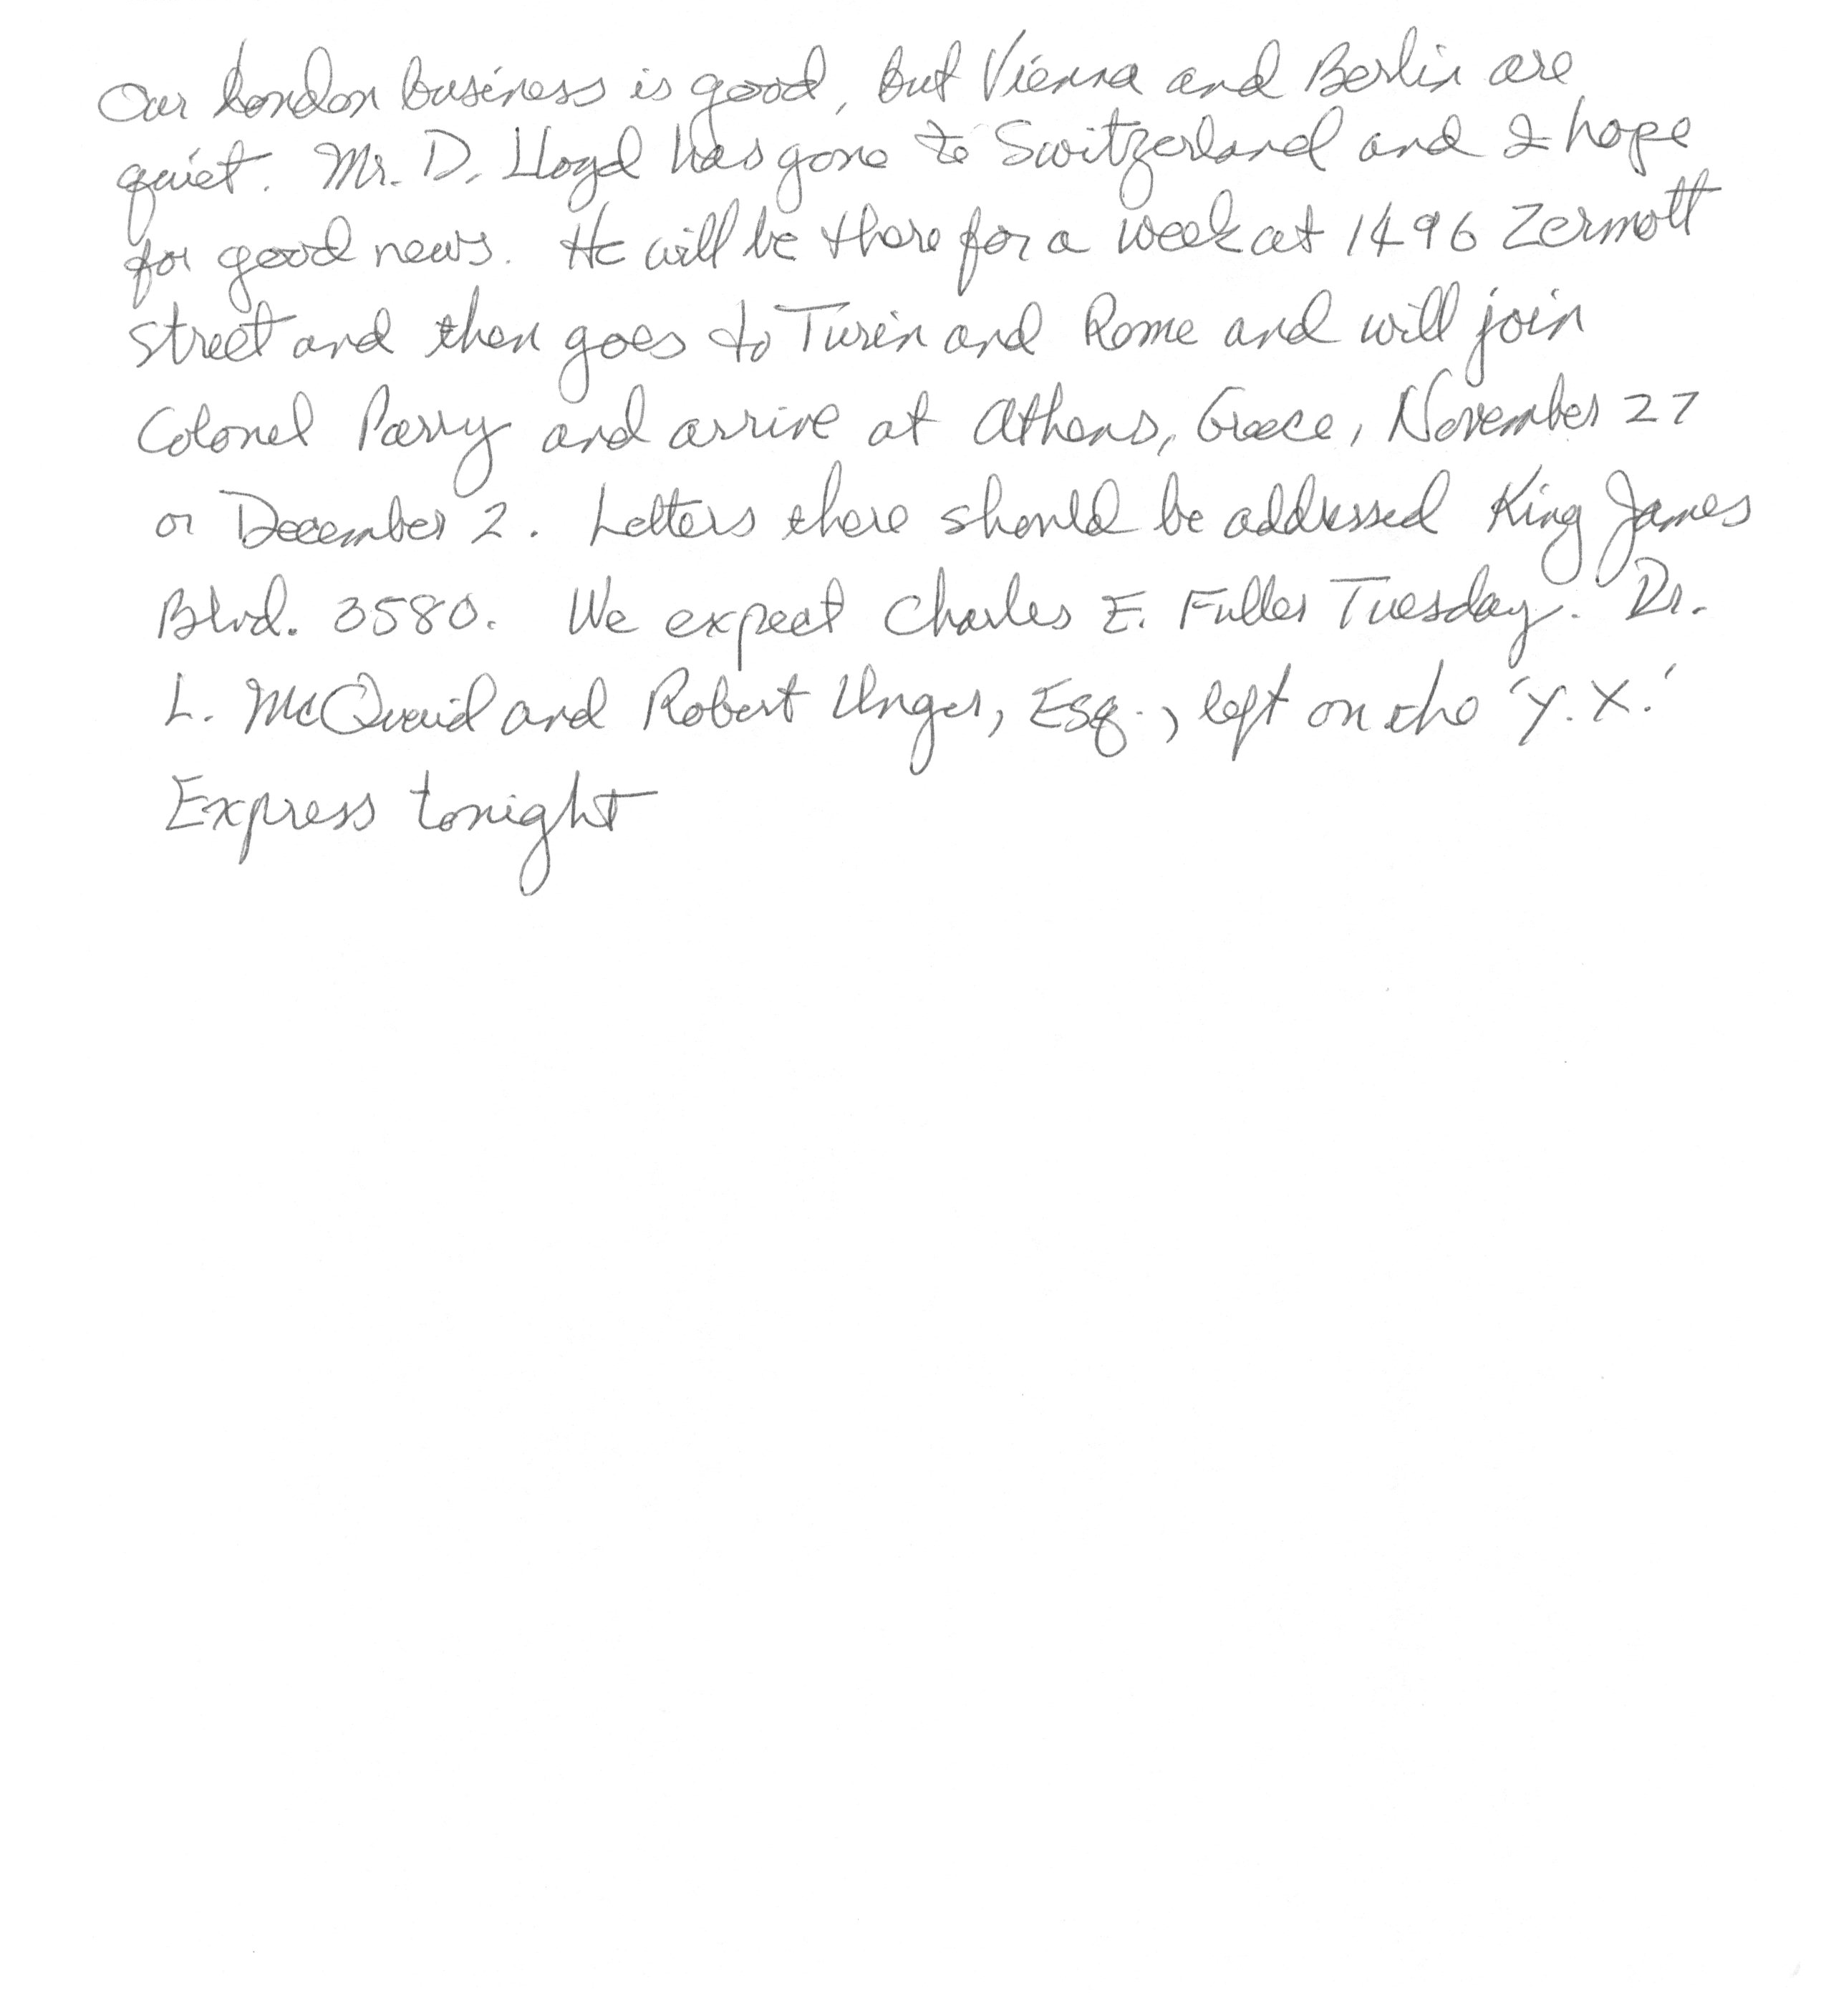 Our London business is good, but Vienna and Berlin are
quiet. Mr. D. Lloyd has gone to Switzerland and I hope
for good news. He will be there for a week at 1496 Zermott
street and then goes to Turin and Rome and will join
Colonel Parry and arrive at Athens, Greece, November 27
or December 2. Letters there should be addressed King James
Blvd. 3580. We expect Charles E. Fuller Tuesday. Dr.
L. McQuaid and Robert Unger, Esq., left on the 'Y.X.'
Express tonight